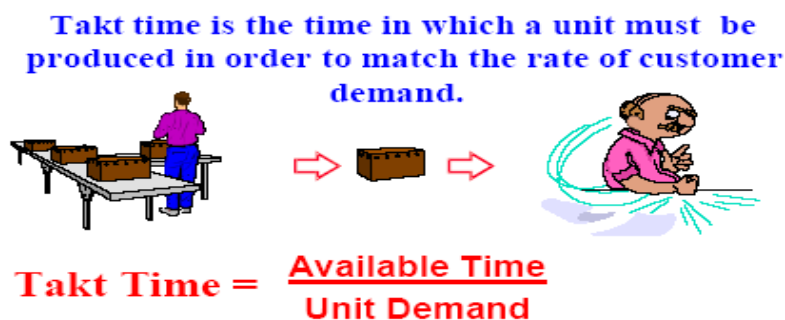 Takt time is the time in which a unit must be
produced in order to match the rate of customer
demand.
Takt Time =
Available Time
Unit Demand